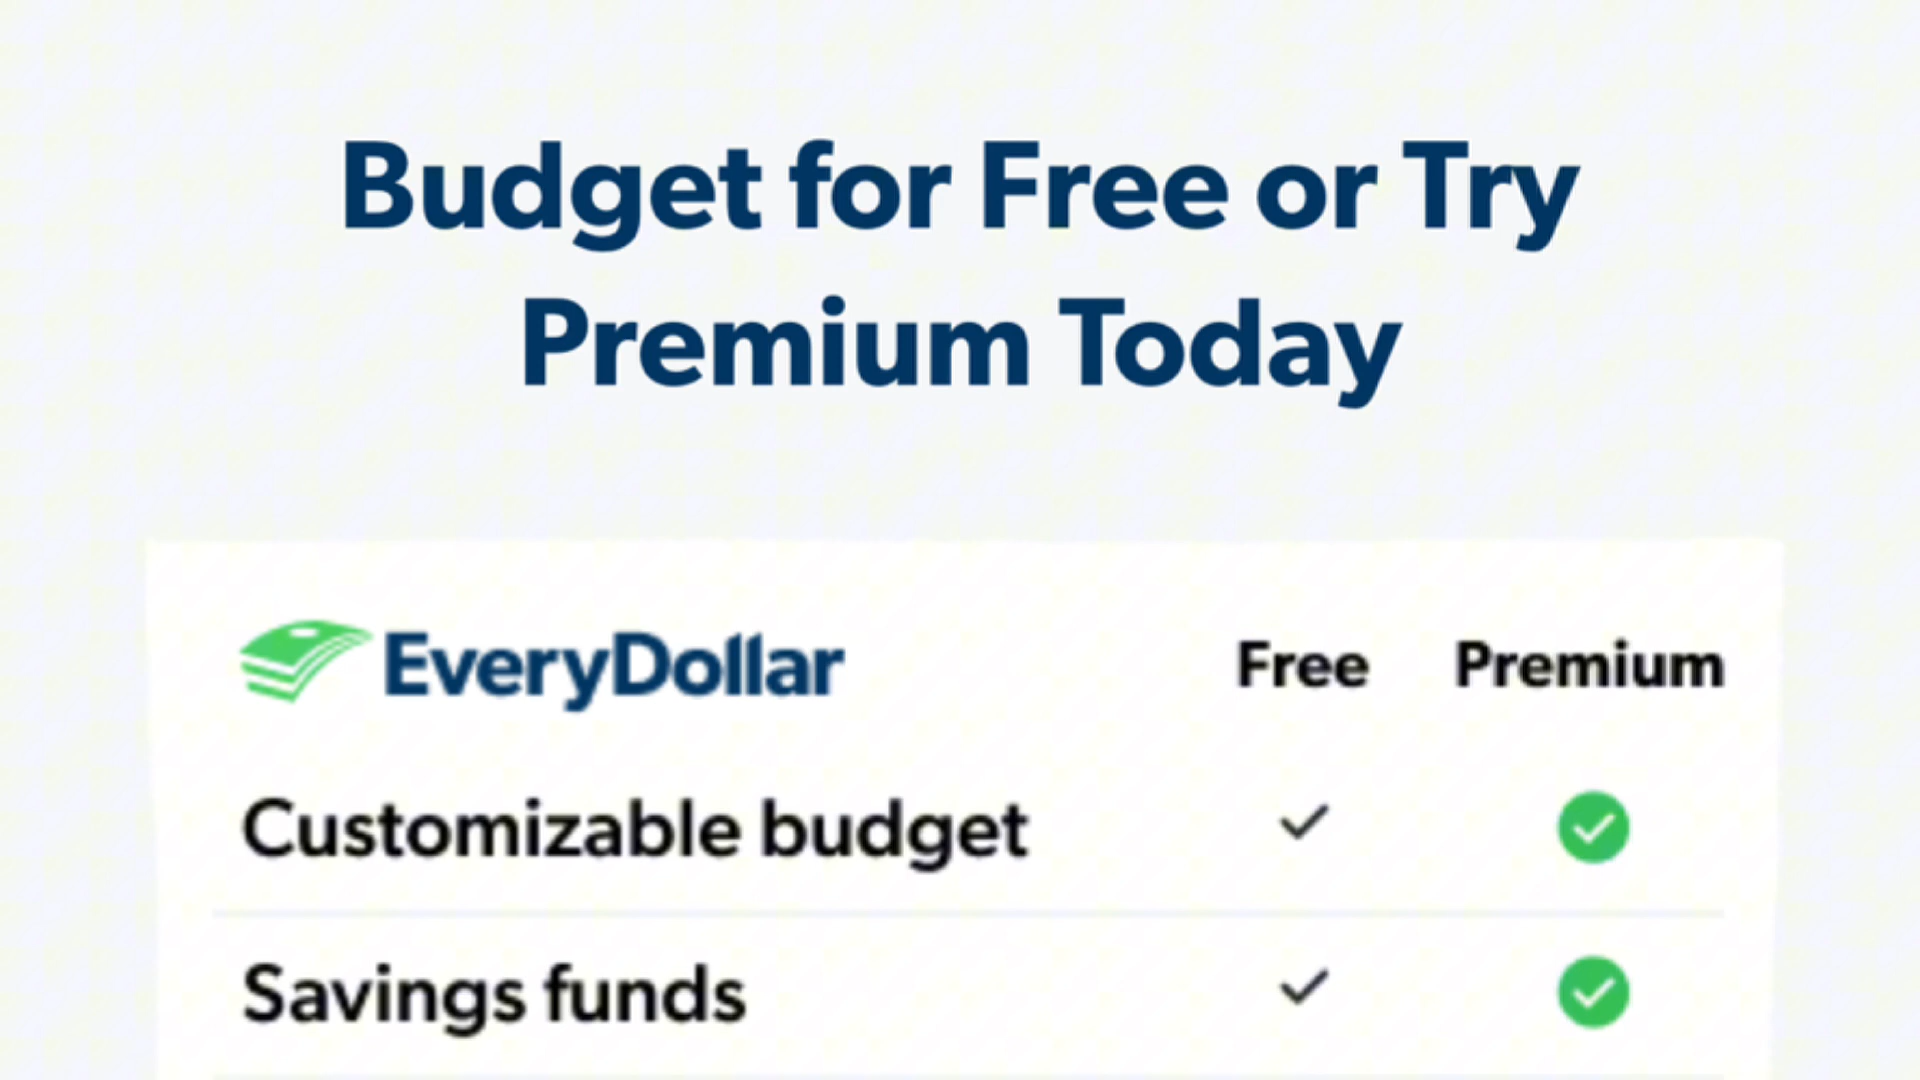 Budget for Free or Try
Premium Today
EveryDollar Free Premium
Customizable budget
Savings funds